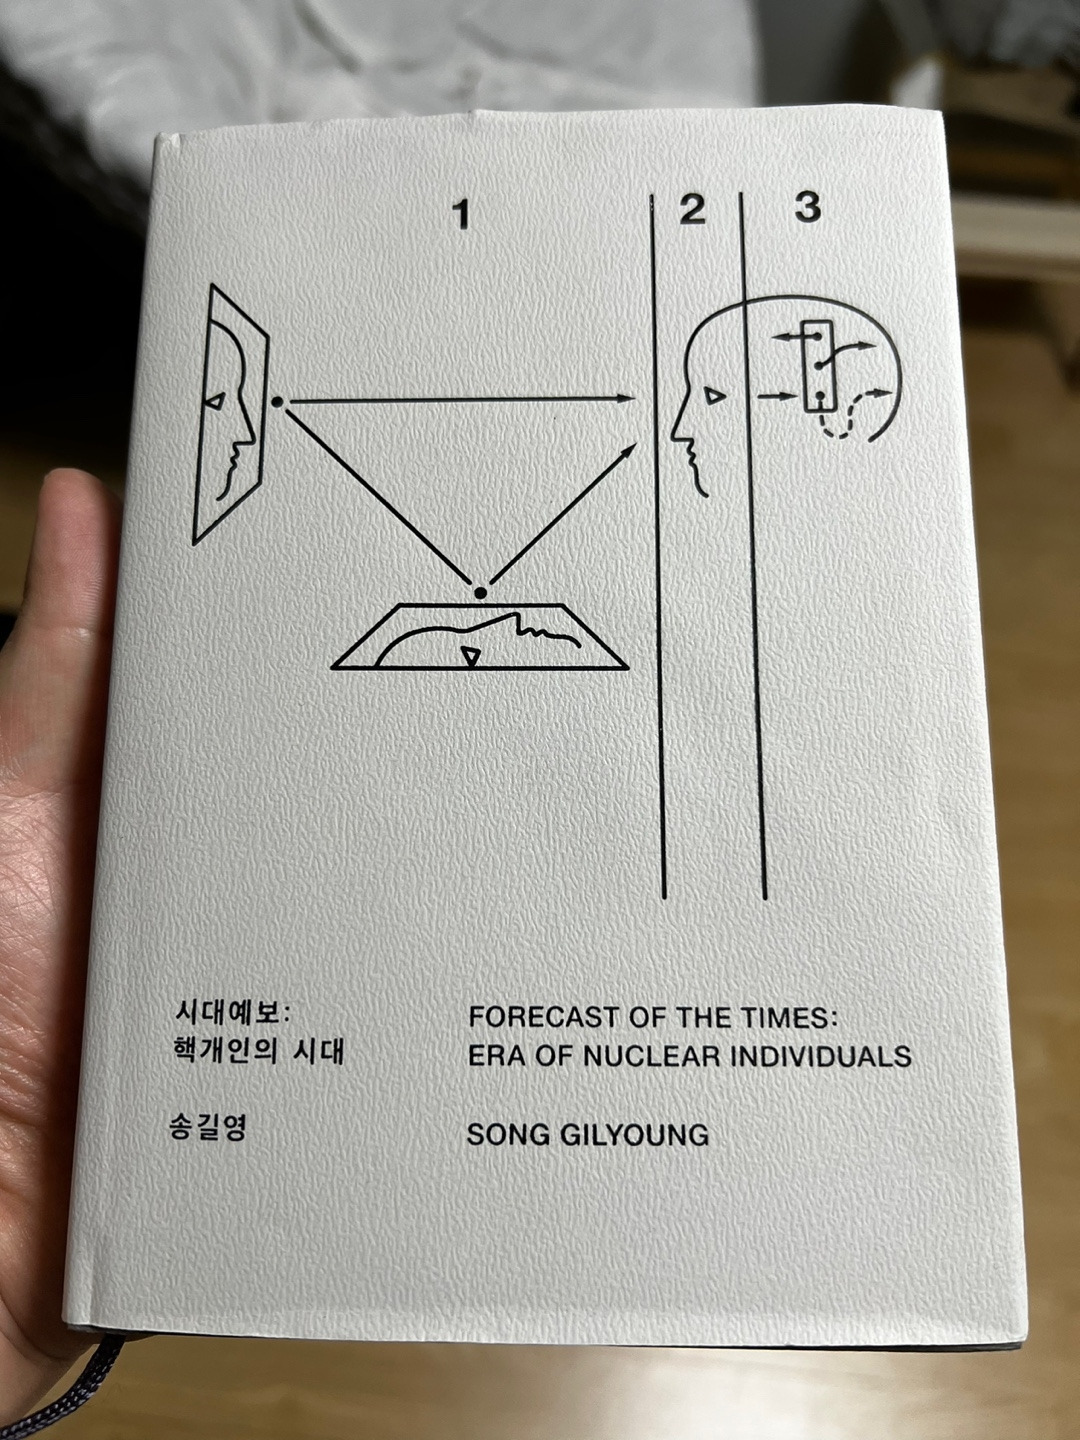 1 2 3
시대예보:
핵개인의 시대
송길영
FORECAST OF THE TIMES:
ERA OF NUCLEAR INDIVIDUALS
SONG GILYOUNG